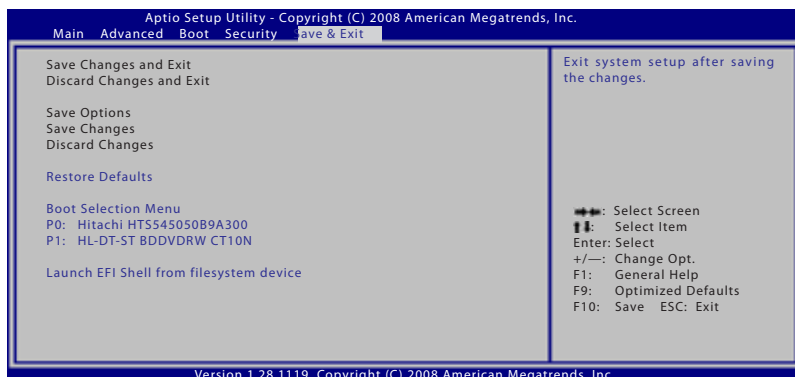 Aptio Setup Utility - Copyright (C) 2008 American Megatrends, Inc.
Main Advanced Boot Security Save & Exit
Save Changes and Exit
Discard Changes and Exit
Save Options
Save Changes
Discard Changes
Restore Defaults
Boot Selection Menu
P0: Hitachi HTS545050B9A300
P1: HL-DT-ST BDDVDRW CT10N
Launch EFI Shell from filesystem device
Exit system setup after saving
the changes.
→←: Select Screen
↑↓: Select Item
Enter: Select
+/—: Change Opt.
F1: General Help
F9: Optimized Defaults
F10: Save ESC: Exit
Version 1.28.1119. Copyright (C) 2008 American Megatrends, Inc.